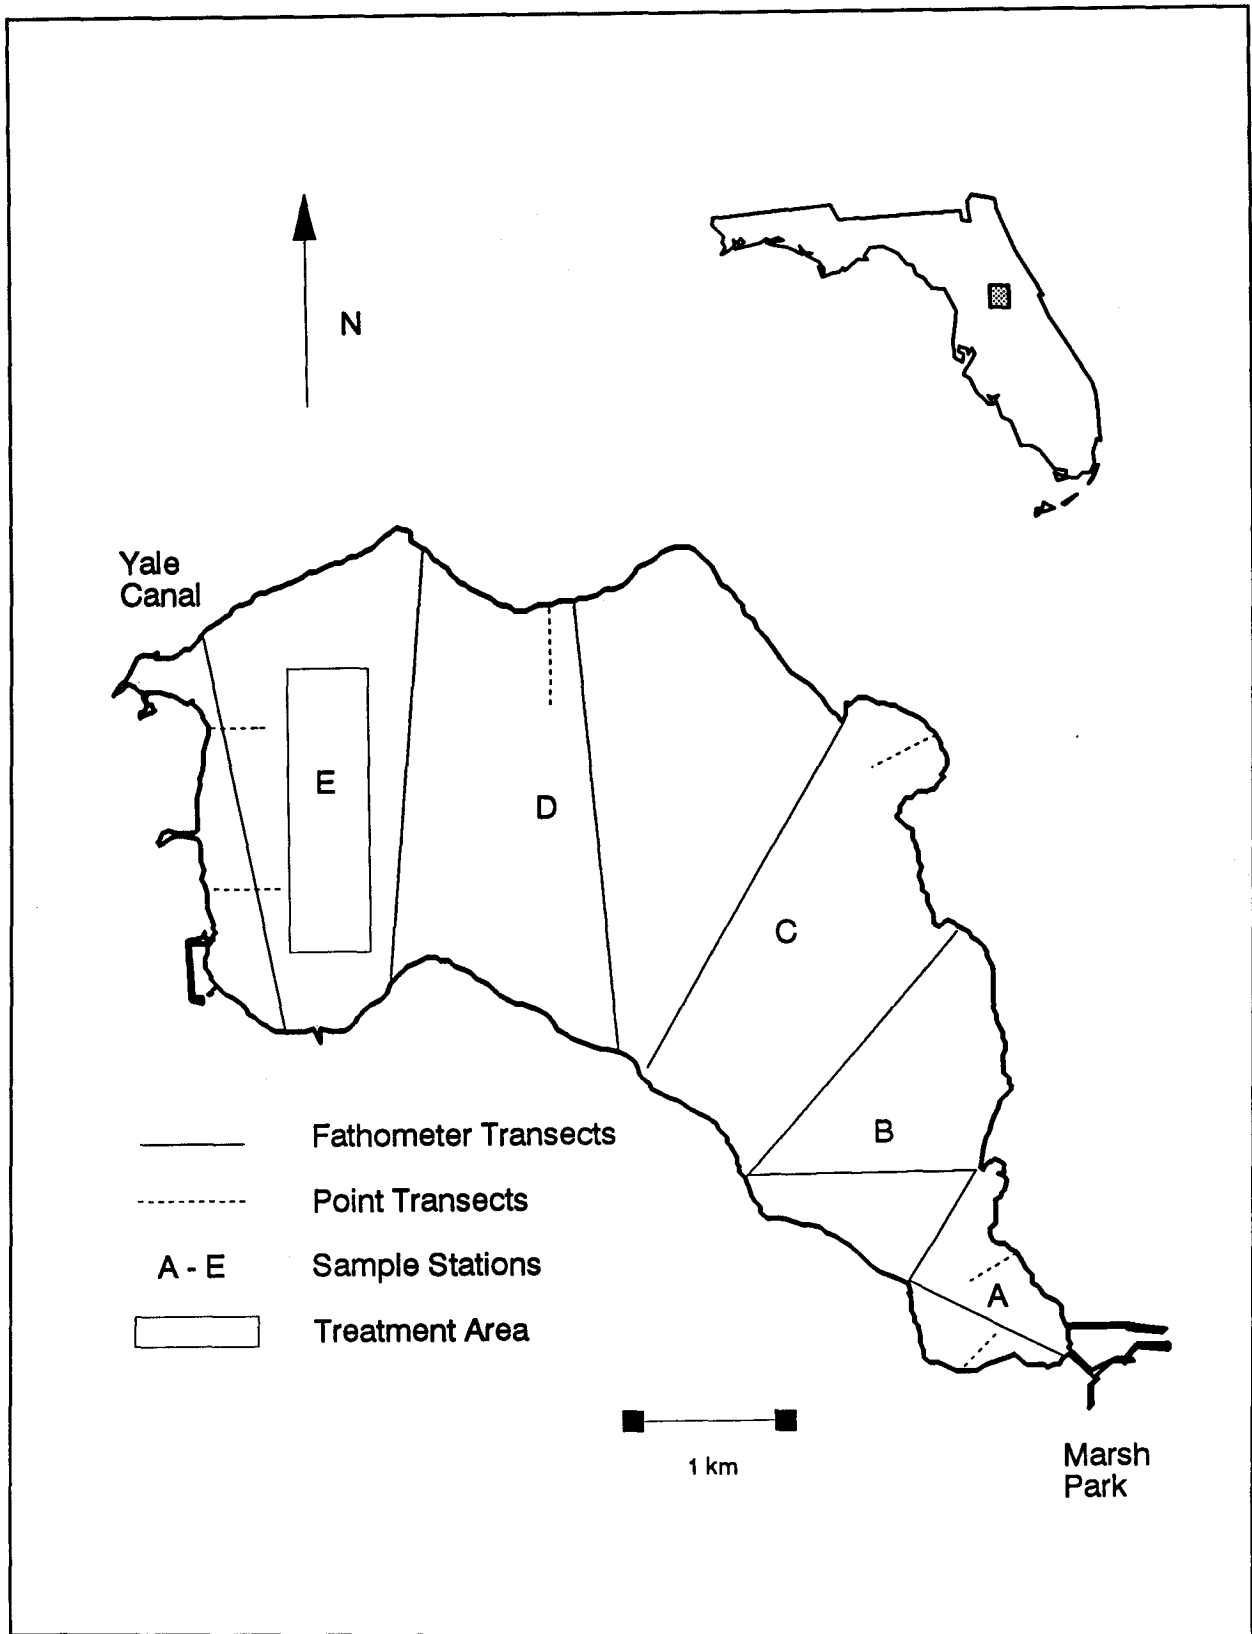 N
Yale
Canal
E
D
C
B
A
Fathometer Transects
Point Transects
A - E
Sample Stations
Treatment Area
1 km
Marsh
Park